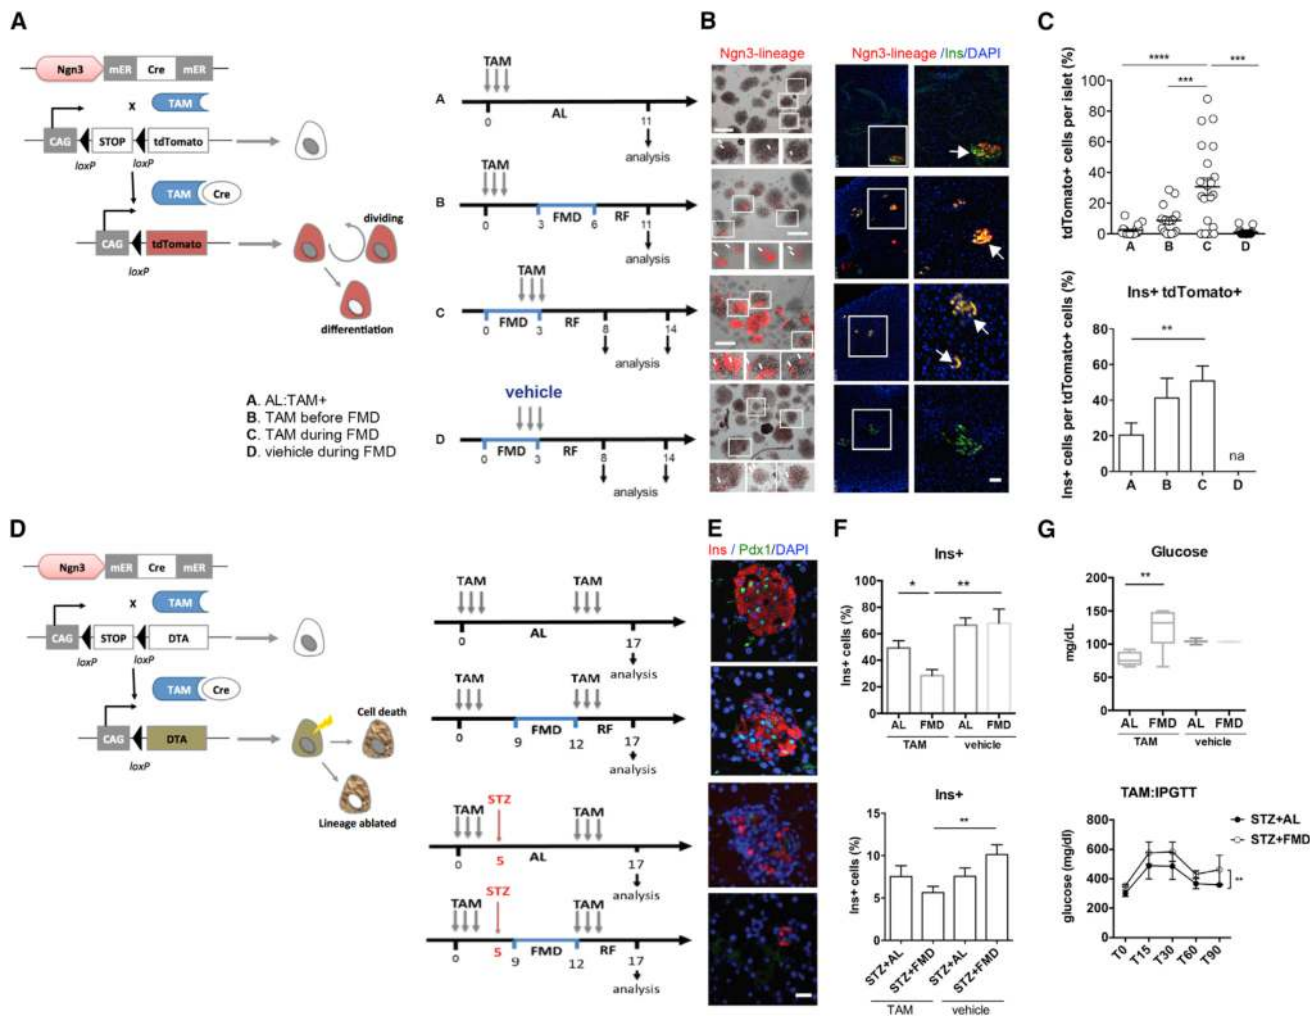 A
Ngn3 mER Cre mER
TAM
x
CAG STOP tdTomato
loxP loxP
TAM Cre
CAG tdTomato
loxP
dividing
differentiation
A. AL:TAM+
B. TAM before FMD
C. TAM during FMD
D. viehicle during FMD
TAM
A AL
0 11
analysis
TAM
B FMD RF
0 3 6 11
analysis
TAM
C FMD RF
0 3 8 14
analysis
vehicle
D FMD RF
0 3 8 14
analysis
B
Ngn3-lineage
Ngn3-lineage /Ins/DAPI
C
tdTomato+ cells per islet (%)
**** *** ***
100
80
60
40
20
0
A B C D
Ins+ tdTomato+
Ins+ cells per tdTomato+ cells (%)
**
80
60
40
20
0
na
A B C D
D
Ngn3 mER Cre mER
TAM
x
CAG STOP DTA
loxP loxP
TAM Cre
CAG DTA
loxP
Cell death
Lineage ablated
TAM TAM
0 AL 17
analysis
TAM TAM
0 9 FMD 12 RF 17
analysis
TAM STZ TAM
0 5 AL 17
analysis
TAM STZ TAM
0 5 9 FMD 12 RF 17
analysis
E
Ins / Pdx1/DAPI
F
Ins+
Ins+ cells (%)
* **
100
80
60
40
20
0
AL FMD AL FMD
TAM vehicle
Ins+
Ins+ cells (%)
**
15
10
5
0
STZ+AL STZ+FMD STZ+AL STZ+FMD
TAM vehicle
G
Glucose
mg/dL
**
200
150
100
50
0
AL FMD AL FMD
TAM vehicle
TAM:IPGTT
STZ+AL
STZ+FMD
glucose (mg/dl)
800
600
400
200
0
**
T0 T15 T30 T60 T90